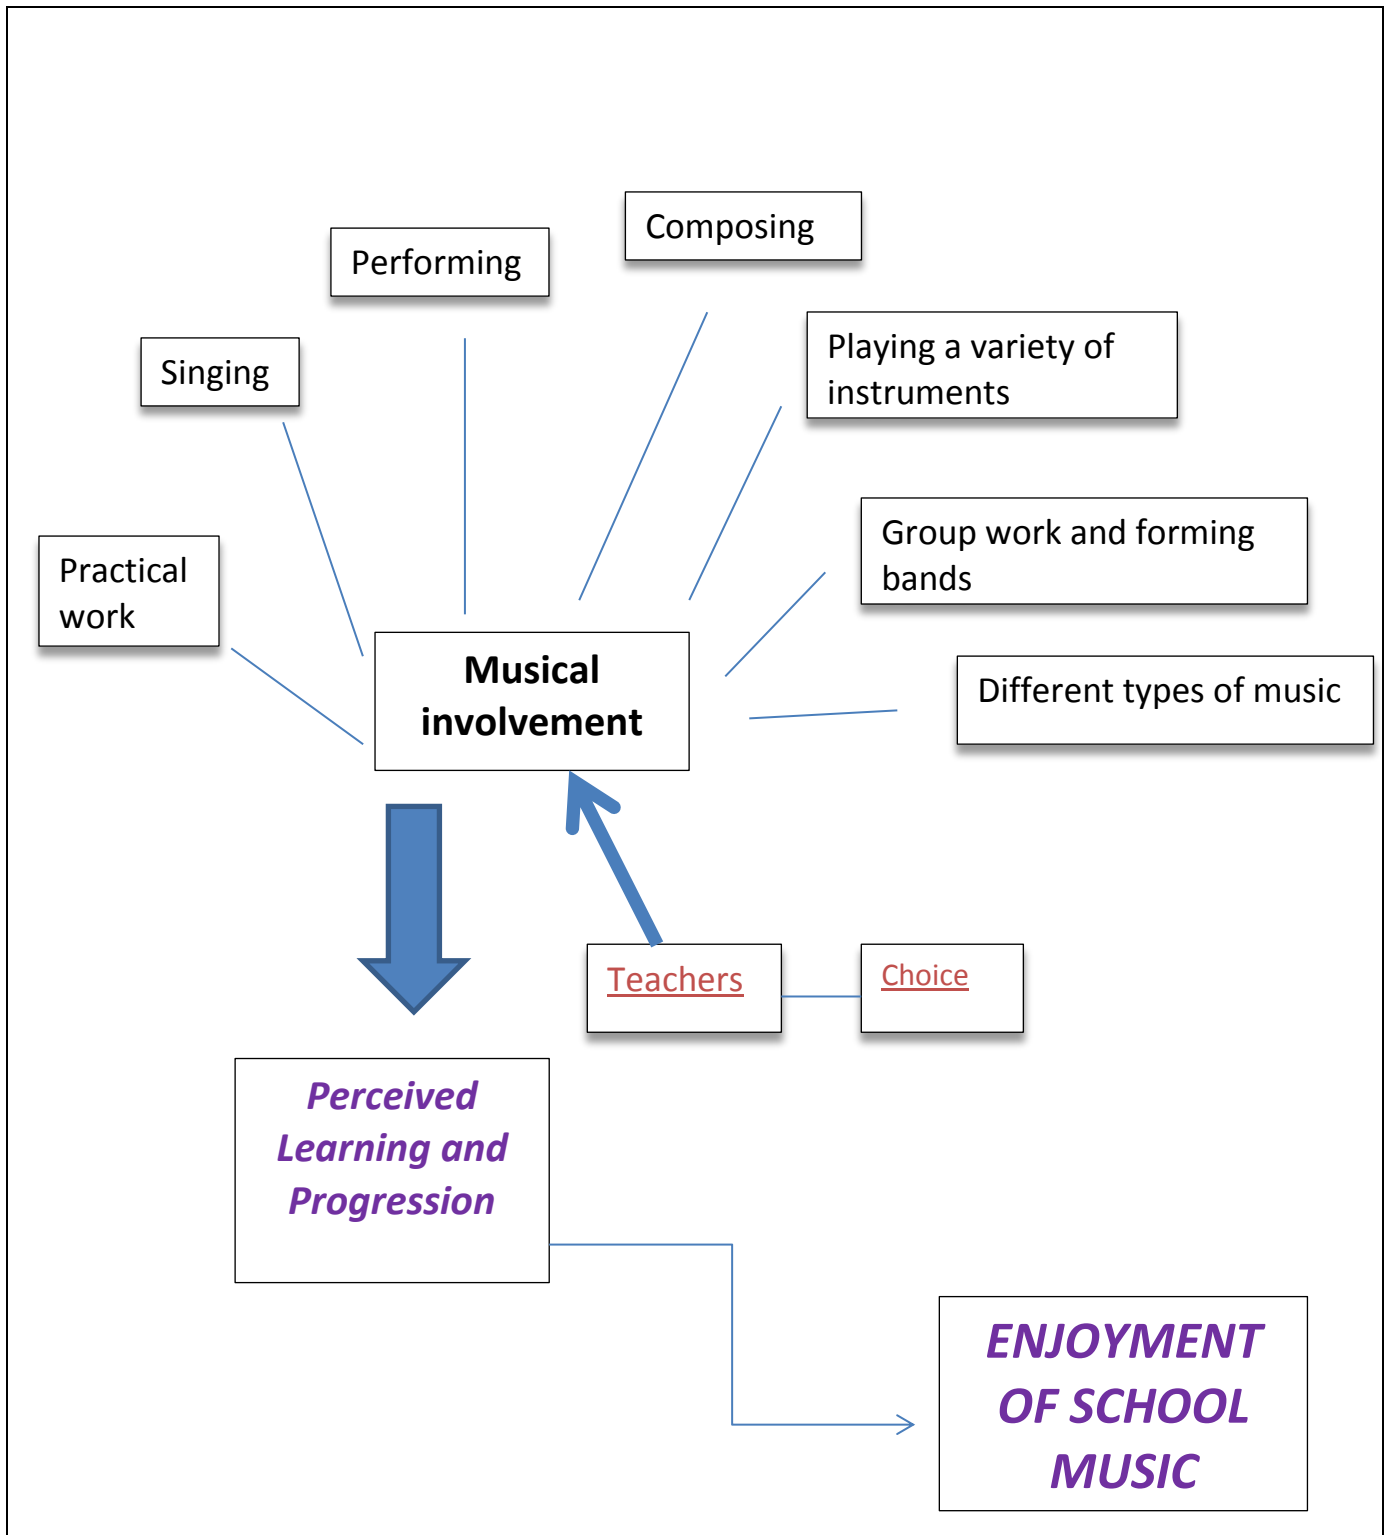 Composing
Performing
Playing a variety of
instruments
Singing
Group work and forming
bands
Practical
work
Musical
involvement
Different types of music
Teachers
Choice
Perceived
Learning and
Progression
ENJOYMENT
OF SCHOOL
MUSIC